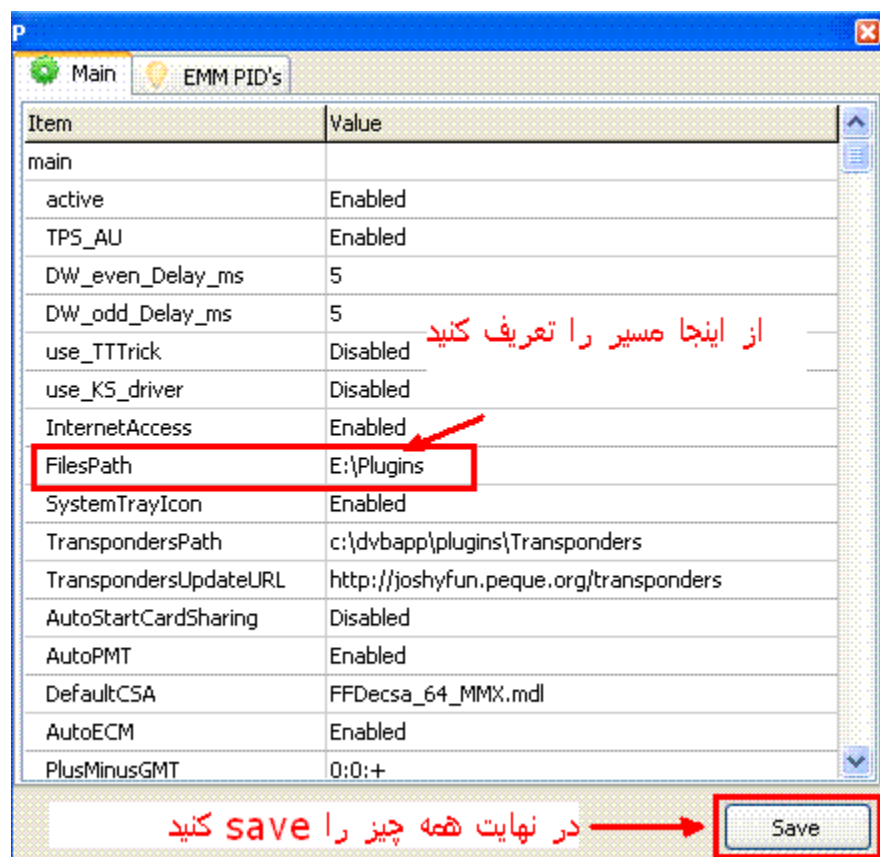 P
Main EMM PID's
Item Value
main
active Enabled
TPS_AU Enabled
DW_even_Delay_ms 5
DW_odd_Delay_ms 5
از اینجا مسیر را تعریف کنید
use_TTTrick Disabled
use_KS_driver Disabled
InternetAccess Enabled
FilesPath E:\Plugins
SystemTrayIcon Enabled
TranspondersPath c:\dvbapp\plugins\Transponders
TranspondersUpdateURL http://joshyfun.peque.org/transponders
AutoStartCardSharing Disabled
AutoPMT Enabled
DefaultCSA FFDecsa_64_MMX.mdl
AutoECM Enabled
PlusMinusGMT 0:0:+
در نهایت همه چیز را save کنید
Save